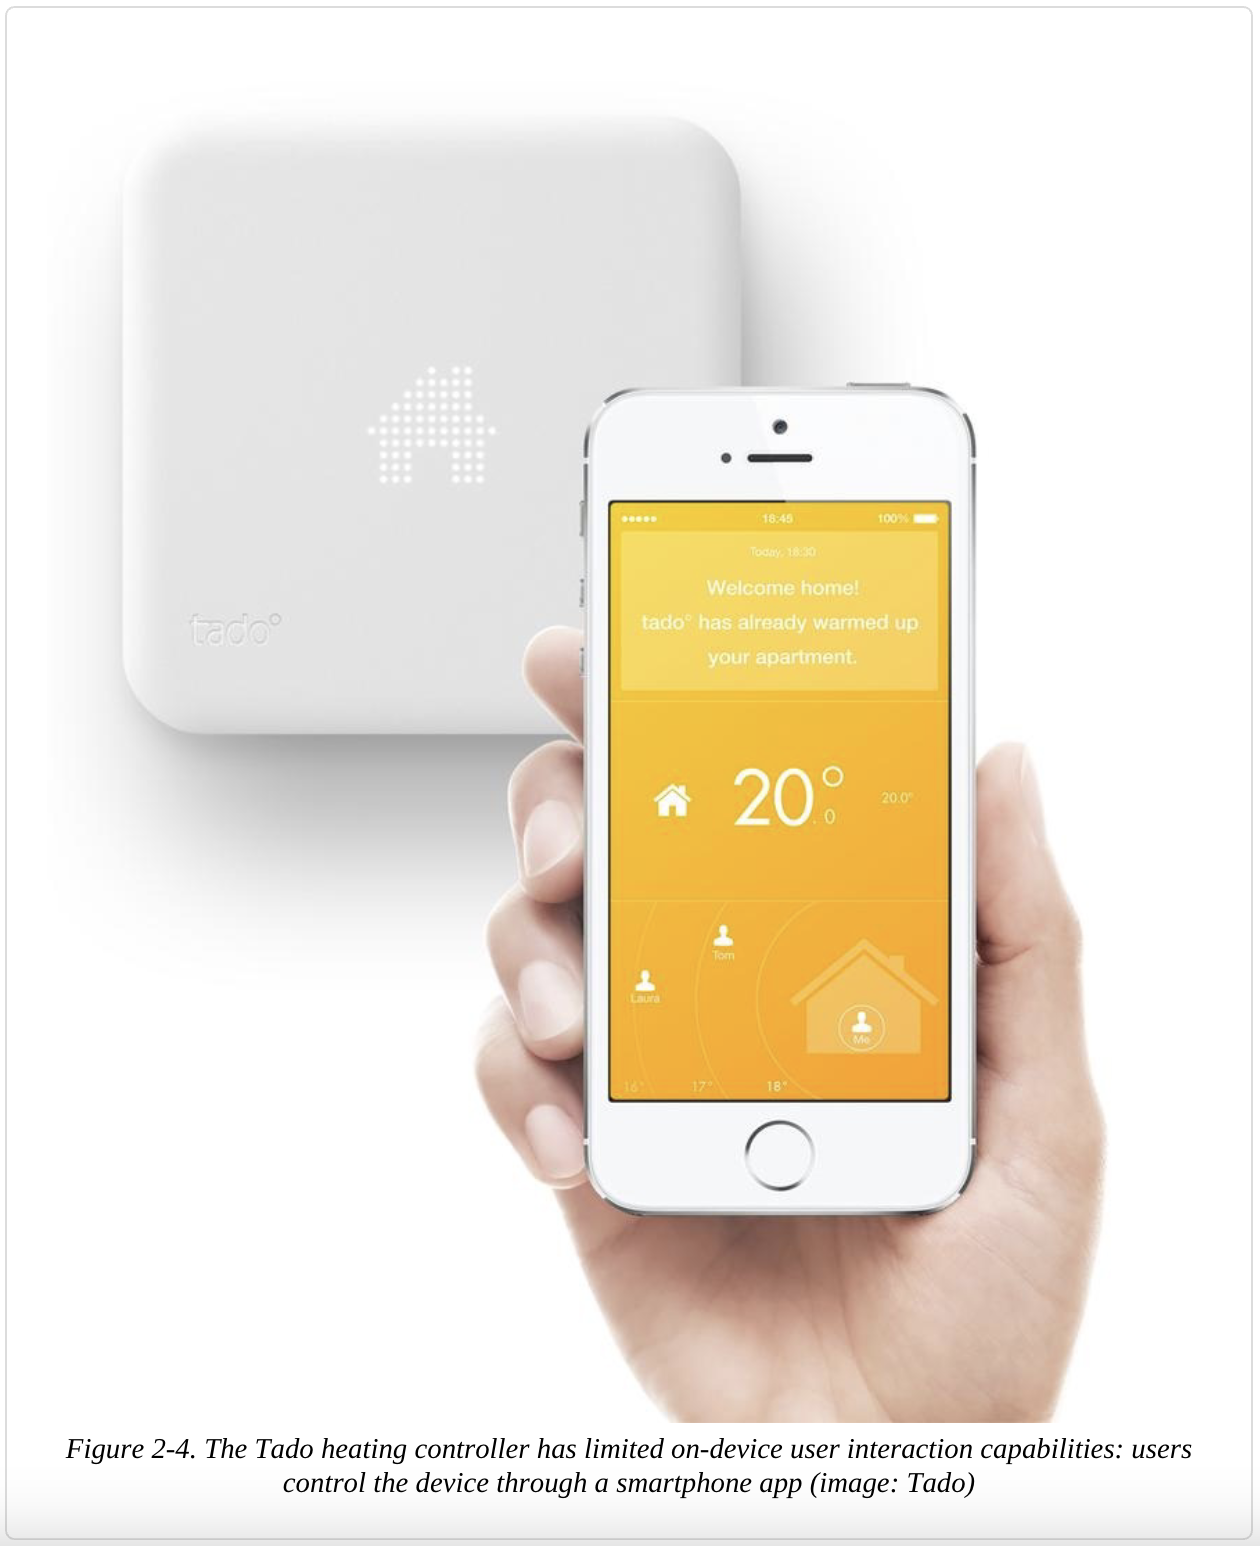 tado°
18:45 100%
Today, 18:30
Welcome home!
tado° has already warmed up
your apartment.
20.0° 20.0°
Tom
Laura
Me
16° 17° 18°
Figure 2-4. The Tado heating controller has limited on-device user interaction capabilities: users
control the device through a smartphone app (image: Tado)